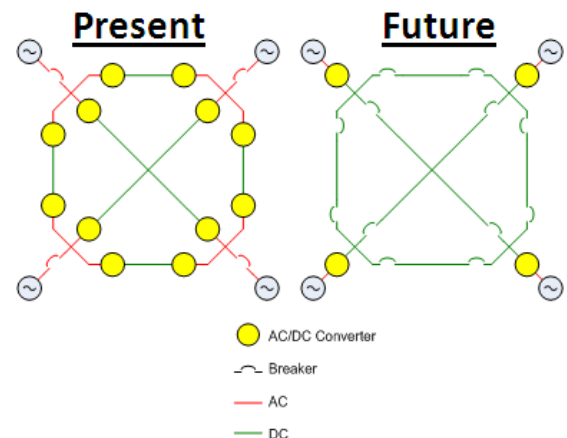 Present Future
AC/DC Converter
Breaker
AC
DC